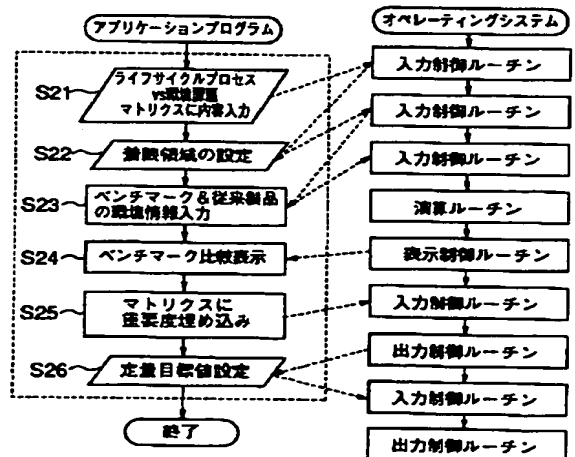 アプリケーションプログラム
S21
ライフサイクルプロセス
vs環境課題
マトリクスに内容入力
S22
着眼領域の設定
S23
ベンチマーク&従来製品
の環境情報入力
S24
ベンチマーク比較表示
S25
マトリクスに
重要度埋め込み
S26
定量目標値設定
終了
オペレーティングシステム
入力制御ルーチン
入力制御ルーチン
入力制御ルーチン
演算ルーチン
表示制御ルーチン
入力制御ルーチン
出力制御ルーチン
入力制御ルーチン
出力制御ルーチン